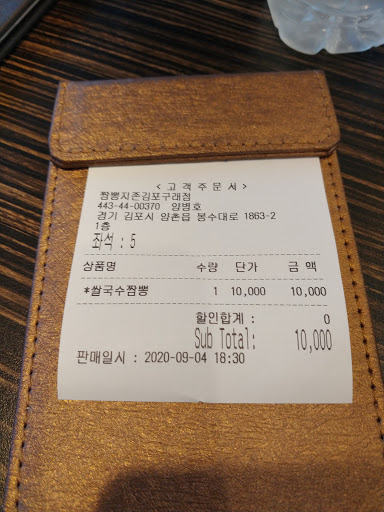 < 고 객 주 문 서 >
짬뽕지존김포구래점
443-44-00370 양병호
경기 김포시 양촌읍 봉수대로 1863-2
1층
좌석 : 5
상품명 수량 단가 금 액
*쌀국수짬뽕 1 10,000 10,000
할인합계 : 0
Sub Total: 10,000
판매일시 : 2020-09-04 18:30